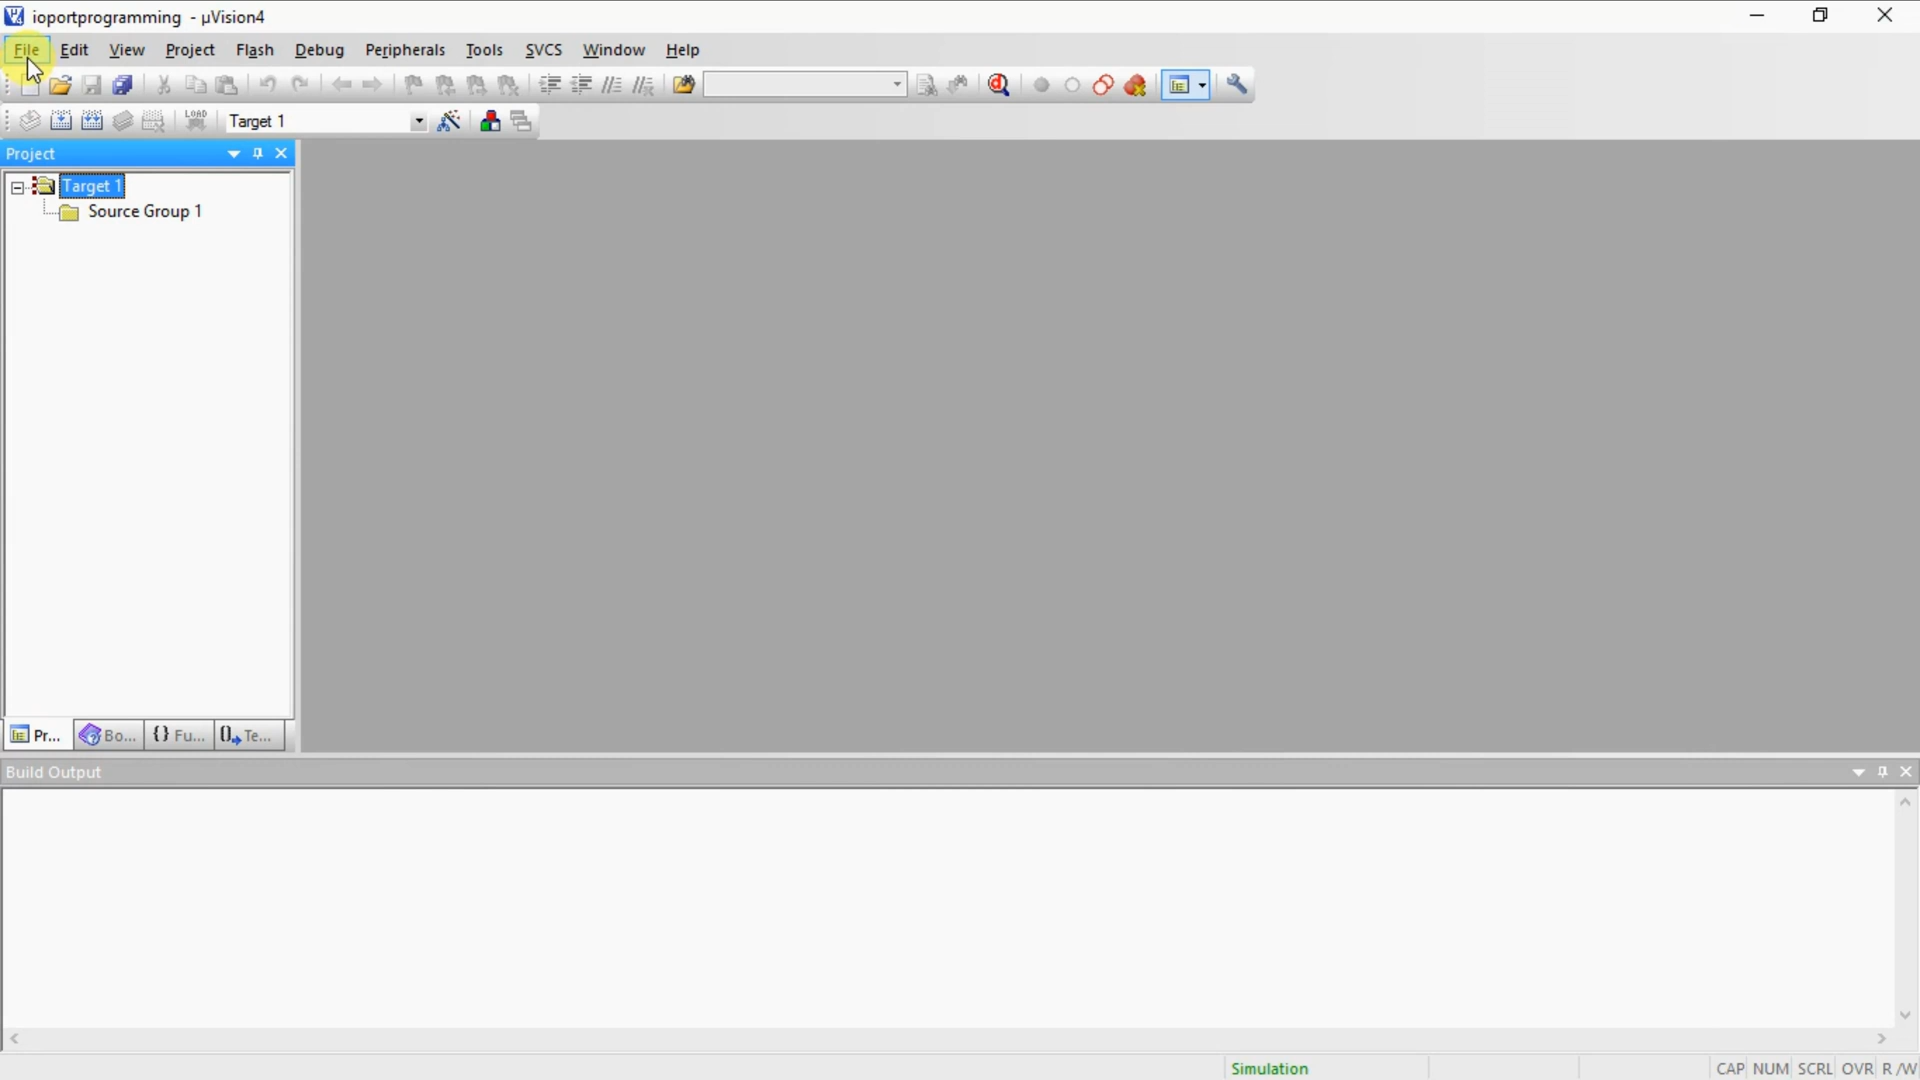 ioportprogramming - µVision4
File Edit View Project Flash Debug Peripherals Tools SVCS Window Help
LOAD Target 1
Project
Target 1
Source Group 1
Pr... Bo... {} Fu... Te...
Build Output
Simulation CAP NUM SCRL OVR R/W